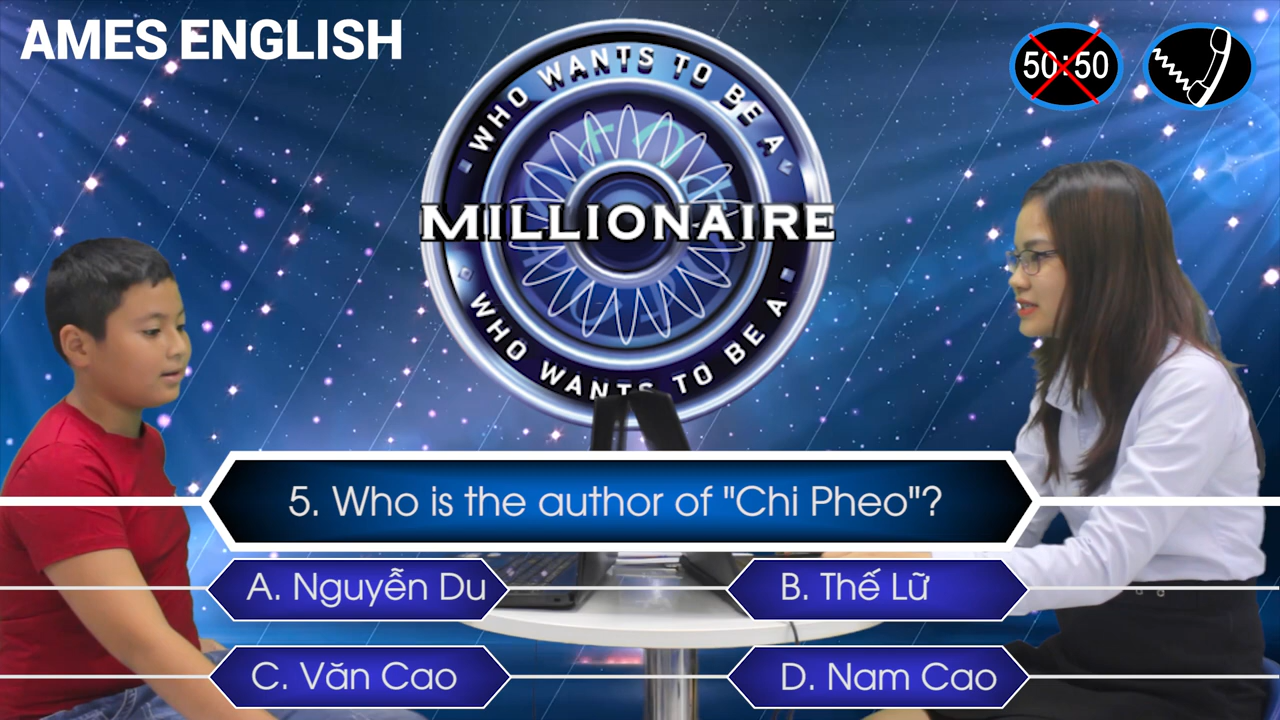 AMES ENGLISH
50:50
WHO WANTS TO BE A
MILLIONAIRE
WHO WANTS TO BE A
5. Who is the author of "Chi Pheo"?
A. Nguyễn Du
B. Thế Lữ
C. Văn Cao
D. Nam Cao